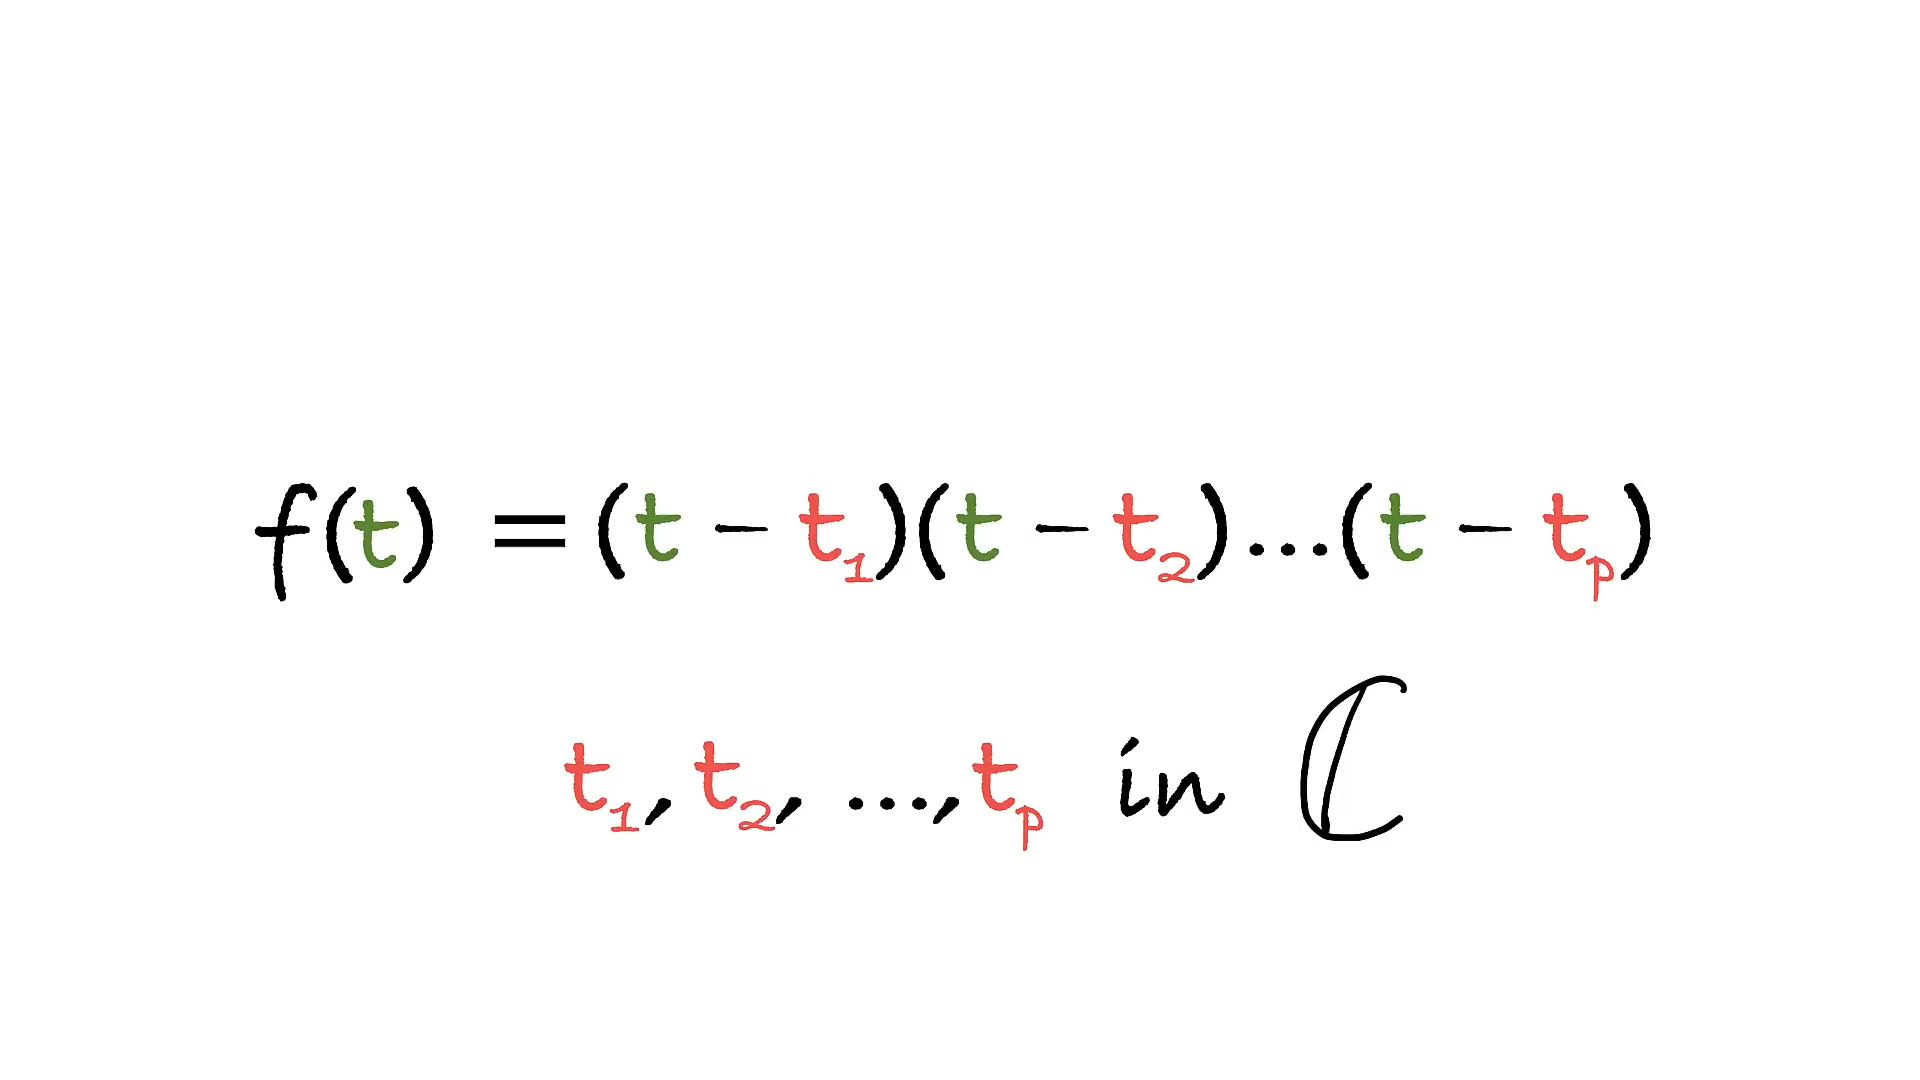 f(t) = (t - t₁)(t - t₂)...(t - tₚ)
t₁, t₂, ..., tₚ in ℂ